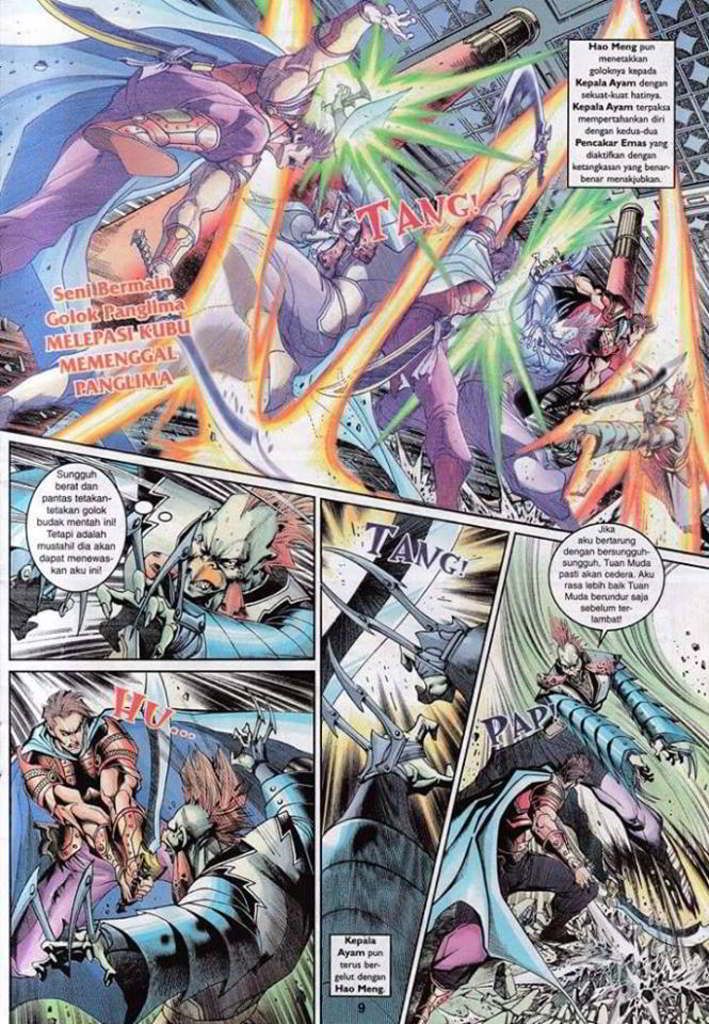 Hao Meng pun
menetakkan
goloknya kepada
Kepala Ayam dengan
sekuat-kuat hatinya.
Kepala Ayam terpaksa
mempertahankan diri
dengan kedua-dua
Pencakar Emas yang
diaktifkan dengan
ketangkasan yang benar-
benar menakjubkan.
TANG!
Seni Bermain
Golok Panglima
MELEPASI KUBU
MEMENGGAL
PANGLIMA
Sungguh
berat dan
pantas tetakan-
tetakan golok
budak mentah ini!
Tetapi adalah
mustahil dia akan
dapat menewas-
kan aku ini!
TANG!
Jika
aku bertarung
dengan bersungguh-
sungguh, Tuan Muda
pasti akan cedera. Aku
rasa lebih baik Tuan
Muda berundur saja
sebelum ter-
lambat!
HU...
PAP!
Kepala
Ayam pun
terus ber-
gelut dengan
Hao Meng.
9